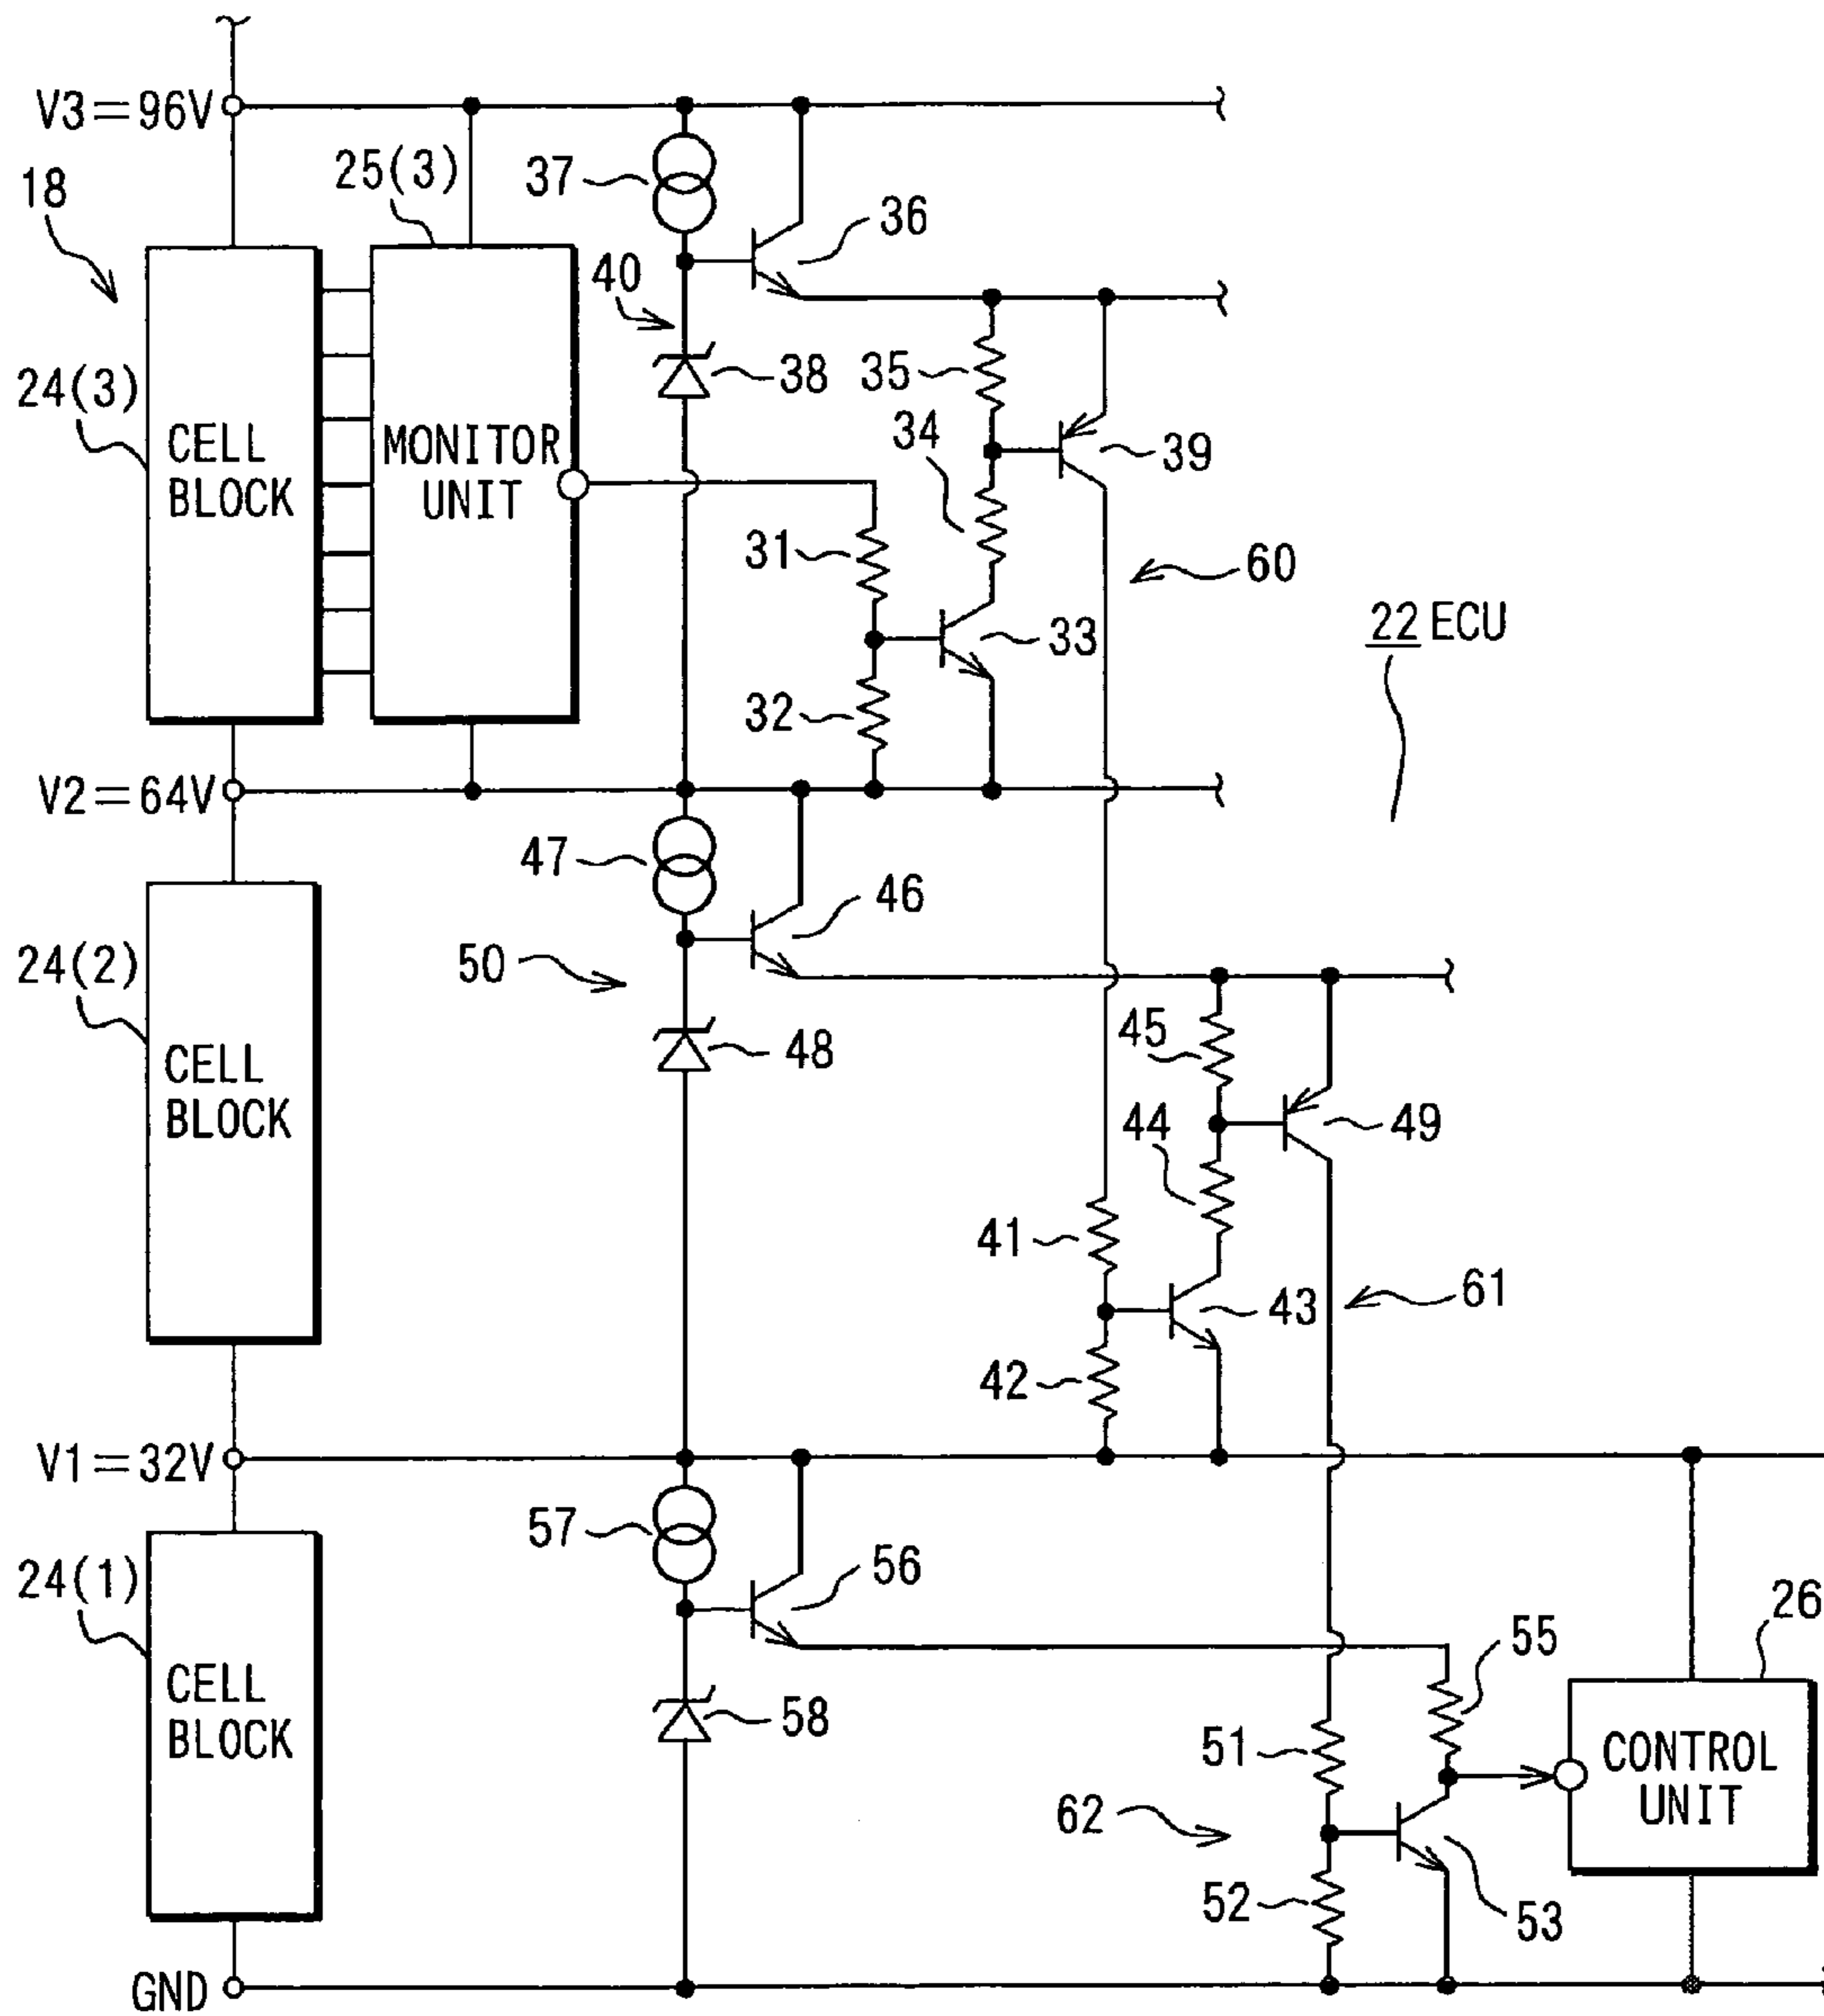 V3=96V
18
25(3)
37
36
40
24(3)
CELL
BLOCK
MONITOR
UNIT
38
35
34
39
31
60
33
32
22 ECU
V2=64V
47
46
24(2)
50
CELL
BLOCK
48
45
44
49
41
43
61
42
V1=32V
57
56
24(1)
26
55
CELL
BLOCK
58
51
CONTROL
UNIT
62
52
53
GND